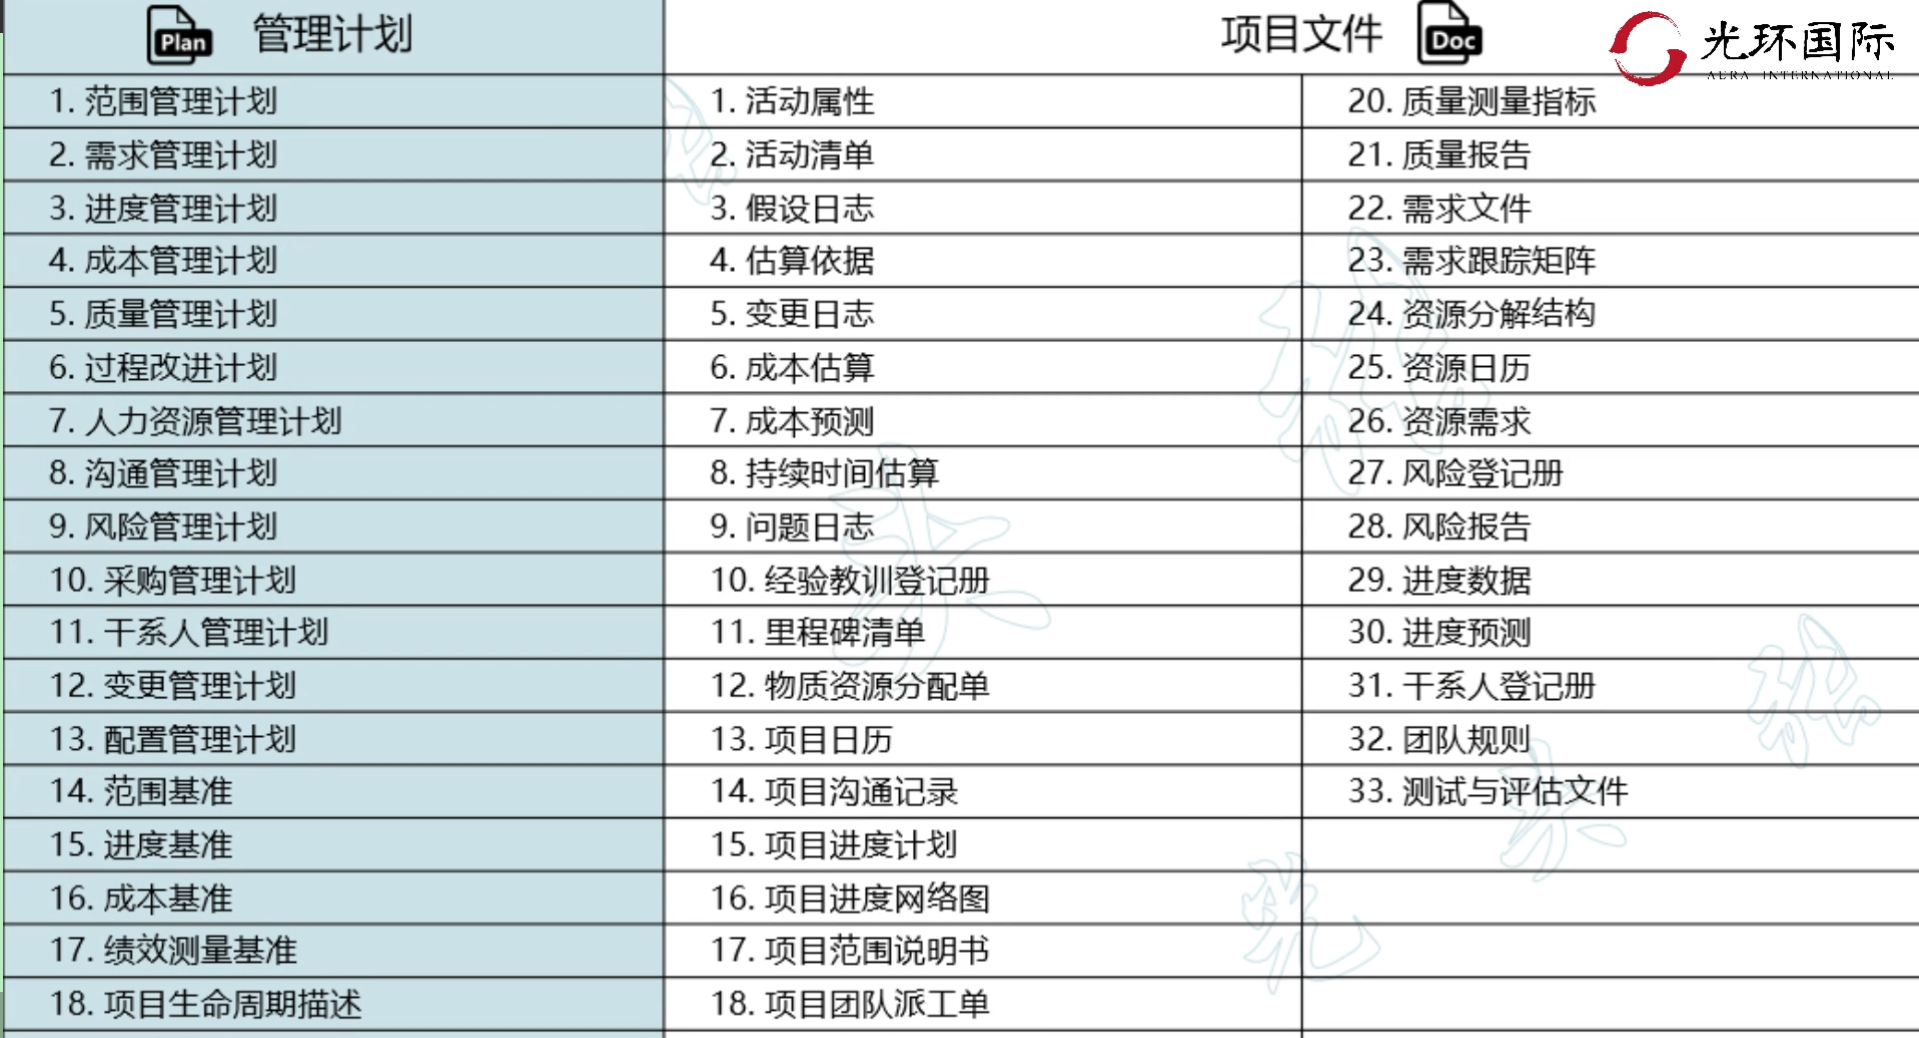 Plan 管理计划
项目文件 Doc
光环国际
AURA INTERNATIONAL
1. 范围管理计划
2. 需求管理计划
3. 进度管理计划
4. 成本管理计划
5. 质量管理计划
6. 过程改进计划
7. 人力资源管理计划
8. 沟通管理计划
9. 风险管理计划
10. 采购管理计划
11. 干系人管理计划
12. 变更管理计划
13. 配置管理计划
14. 范围基准
15. 进度基准
16. 成本基准
17. 绩效测量基准
18. 项目生命周期描述
1. 活动属性
2. 活动清单
3. 假设日志
4. 估算依据
5. 变更日志
6. 成本估算
7. 成本预测
8. 持续时间估算
9. 问题日志
10. 经验教训登记册
11. 里程碑清单
12. 物质资源分配单
13. 项目日历
14. 项目沟通记录
15. 项目进度计划
16. 项目进度网络图
17. 项目范围说明书
18. 项目团队派工单
20. 质量测量指标
21. 质量报告
22. 需求文件
23. 需求跟踪矩阵
24. 资源分解结构
25. 资源日历
26. 资源需求
27. 风险登记册
28. 风险报告
29. 进度数据
30. 进度预测
31. 干系人登记册
32. 团队规则
33. 测试与评估文件